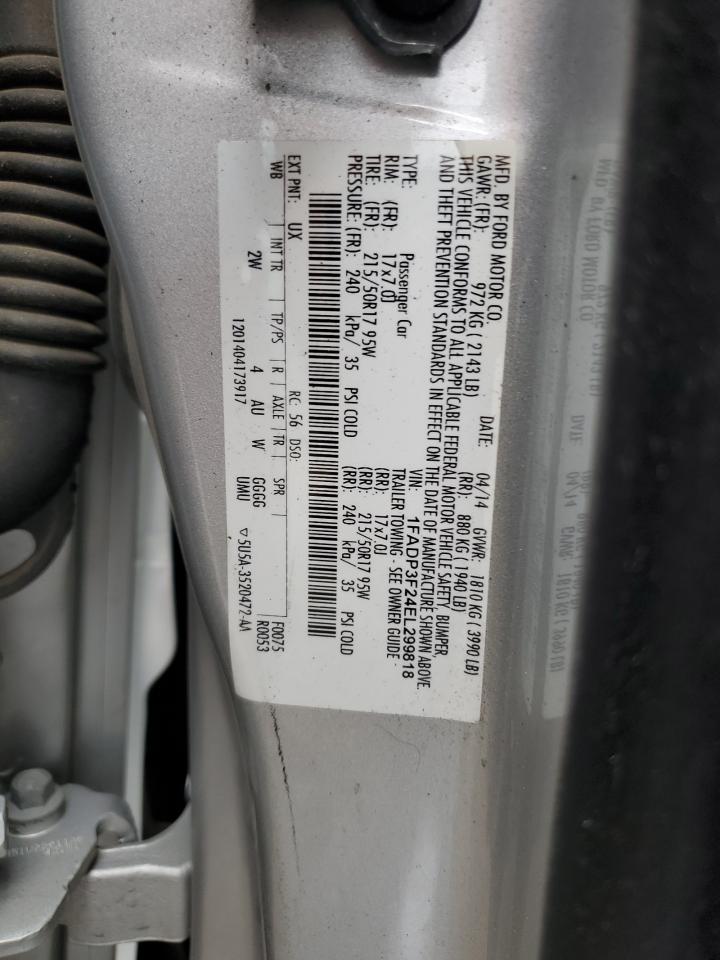 MFD. BY FORD MOTOR CO.
DATE: 04/14 GVWR: 1810 KG ( 3990 LB)
GAWR: (FR): 972 KG ( 2143 LB) (RR): 880 KG ( 1940 LB)
THIS VEHICLE CONFORMS TO ALL APPLICABLE FEDERAL MOTOR VEHICLE SAFETY, BUMPER,
AND THEFT PREVENTION STANDARDS IN EFFECT ON THE DATE OF MANUFACTURE SHOWN ABOVE.
VIN: 1FADP3F24EL299818
TYPE: Passenger Car TRAILER TOWING - SEE OWNER GUIDE -
RIM: (FR): 17x7.0J (RR): 17x7.0J
TIRE: (FR): 215/50R17 95W (RR): 215/50R17 95W
PRESSURE: (FR): 240 kPa/ 35 PSI COLD (RR): 240 kPa/ 35 PSI COLD
EXT PNT: UX RC: 56 DSO: F0075
WB INT TR TP/PS R AXLE TR SPR R0053
2W 4 AU W GGGG
UMU
1201404173917 ▽ 5U5A-3520472-AA